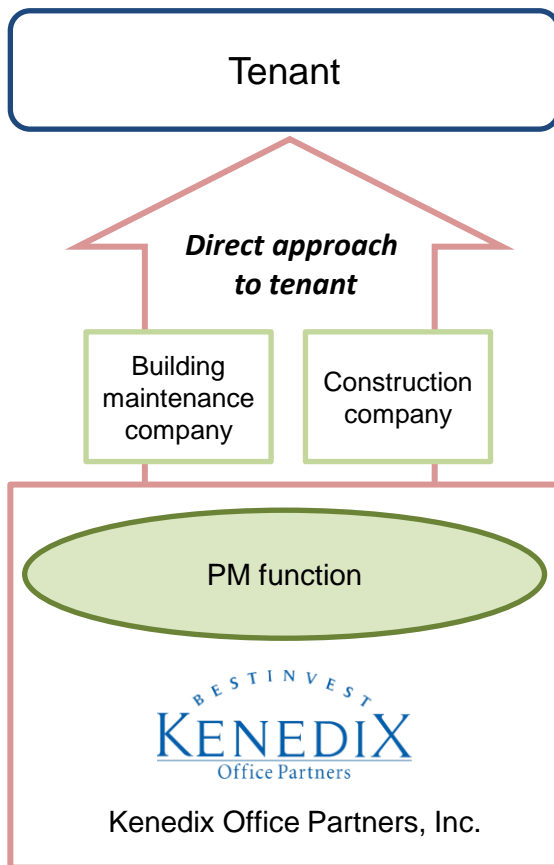 Tenant
Direct approach
to tenant
Building
maintenance
company
Construction
company
PM function
BESTINVEST
KENEDIX
Office Partners
Kenedix Office Partners, Inc.